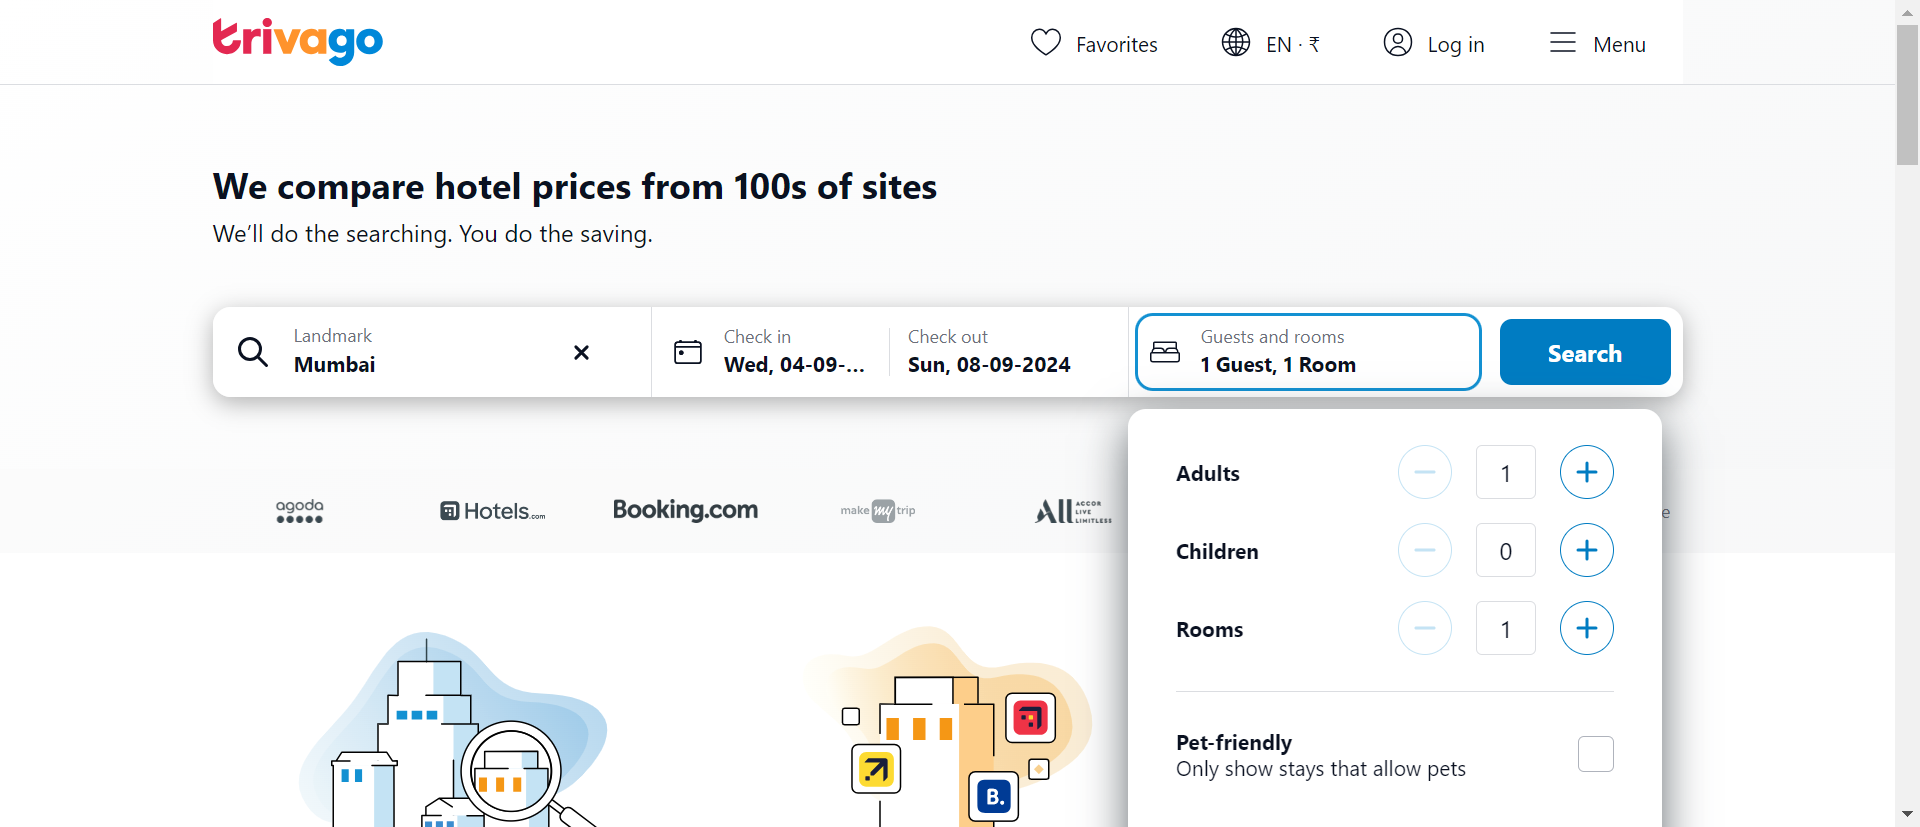 trivago
Favorites
EN · ₹
Log in
Menu
We compare hotel prices from 100s of sites
We'll do the searching. You do the saving.
Landmark
Mumbai
Check in
Wed, 04-09-...
Check out
Sun, 08-09-2024
Guests and rooms
1 Guest, 1 Room
Search
agoda
Hotels.com
Booking.com
make my trip
All ACCOR
LIVE
LIMITLESS
e
Adults
1
Children
0
Rooms
1
Pet-friendly
Only show stays that allow pets
B.